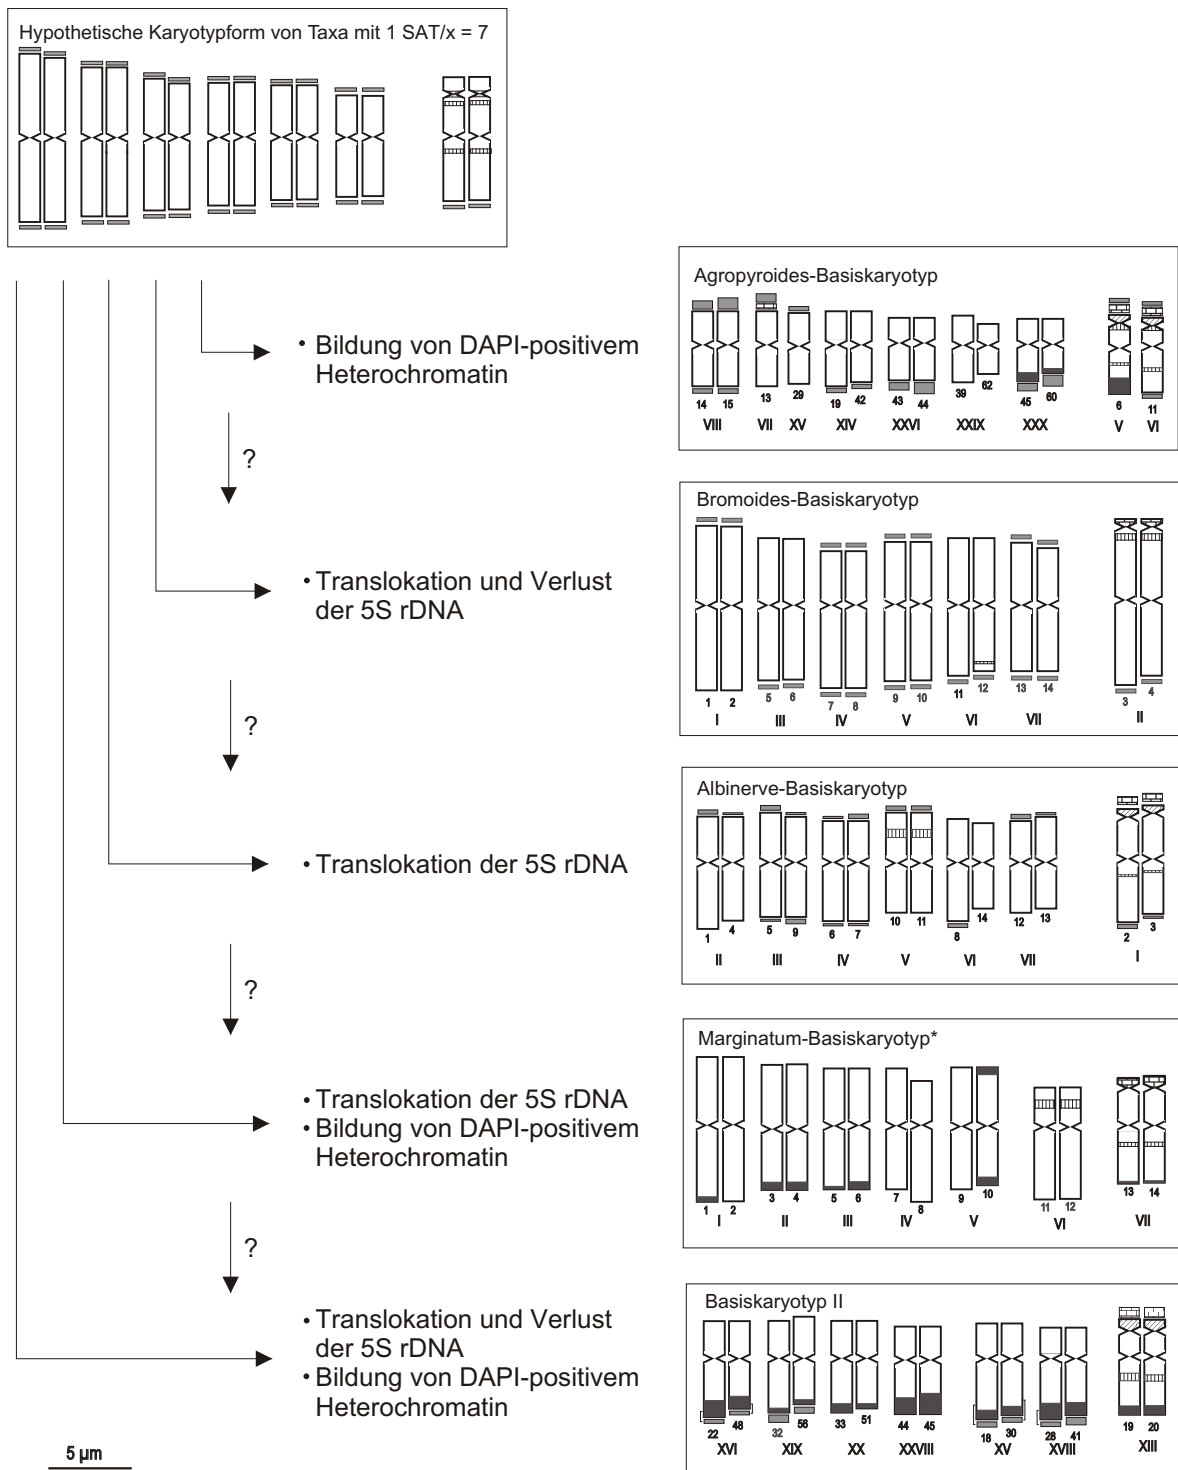 Hypothetische Karyotypform von Taxa mit 1 SAT/x = 7
Agropyroides-Basiskaryotyp
14 15 13 29 19 42 43 44 39 62 45 60 6 11
VIII VII XV XIV XXVI XXIX XXX V VI
• Bildung von DAPI-positivem
Heterochromatin
?
Bromoides-Basiskaryotyp
1 2 5 6 7 8 9 10 11 12 13 14 3 4
I III IV V VI VII II
• Translokation und Verlust
der 5S rDNA
?
Albinerve-Basiskaryotyp
1 4 5 9 6 7 10 11 8 14 12 13 2 3
II III IV V VI VII I
• Translokation der 5S rDNA
?
Marginatum-Basiskaryotyp*
1 2 3 4 5 6 7 8 9 10 11 12 13 14
I II III IV V VI VII
• Translokation der 5S rDNA
• Bildung von DAPI-positivem
Heterochromatin
?
Basiskaryotyp II
22 48 32 56 33 51 44 45 18 30 28 41 19 20
XVI XIX XX XXVIII XV XVIII XIII
• Translokation und Verlust
der 5S rDNA
• Bildung von DAPI-positivem
Heterochromatin
5 µm